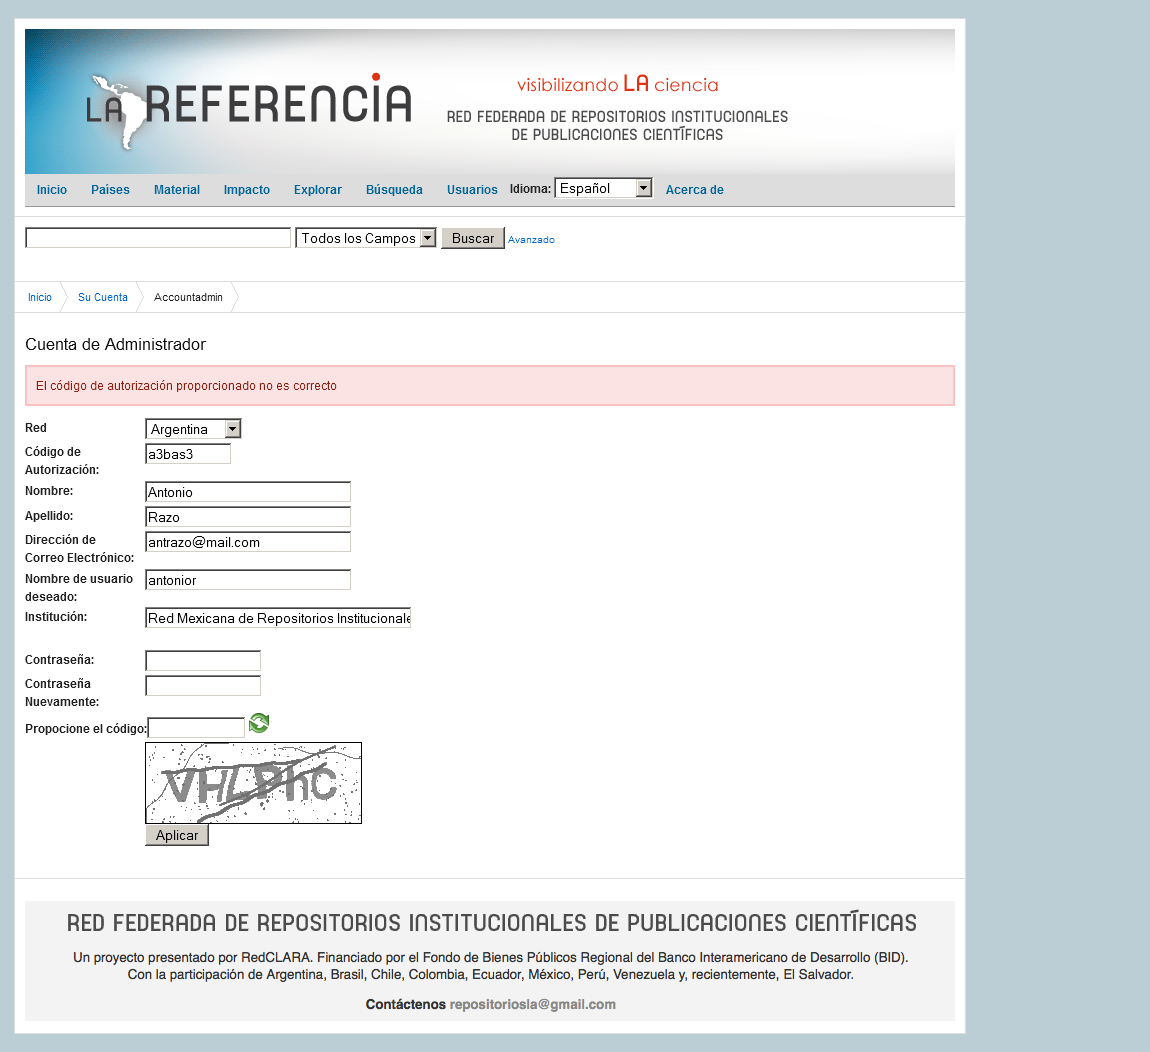 LA REFERENCIA
visibilizando LA ciencia
RED FEDERADA DE REPOSITORIOS INSTITUCIONALES
DE PUBLICACIONES CIENTÍFICAS
Inicio Países Material Impacto Explorar Búsqueda Usuarios Idioma: Español Acerca de
Todos los Campos Buscar Avanzado
Inicio Su Cuenta Accountadmin
Cuenta de Administrador
El código de autorización proporcionado no es correcto
Red Argentina
Código de
Autorización: a3bas3
Nombre: Antonio
Apellido: Razo
Dirección de
Correo Electrónico: antrazo@mail.com
Nombre de usuario
deseado: antonior
Institución: Red Mexicana de Repositorios Institucionale
Contraseña:
Contraseña
Nuevamente:
Propocione el código:
VHLPhC
Aplicar
RED FEDERADA DE REPOSITORIOS INSTITUCIONALES DE PUBLICACIONES CIENTÍFICAS
Un proyecto presentado por RedCLARA. Financiado por el Fondo de Bienes Públicos Regional del Banco Interamericano de Desarrollo (BID).
Con la participación de Argentina, Brasil, Chile, Colombia, Ecuador, México, Perú, Venezuela y, recientemente, El Salvador.
Contáctenos repositoriosla@gmail.com